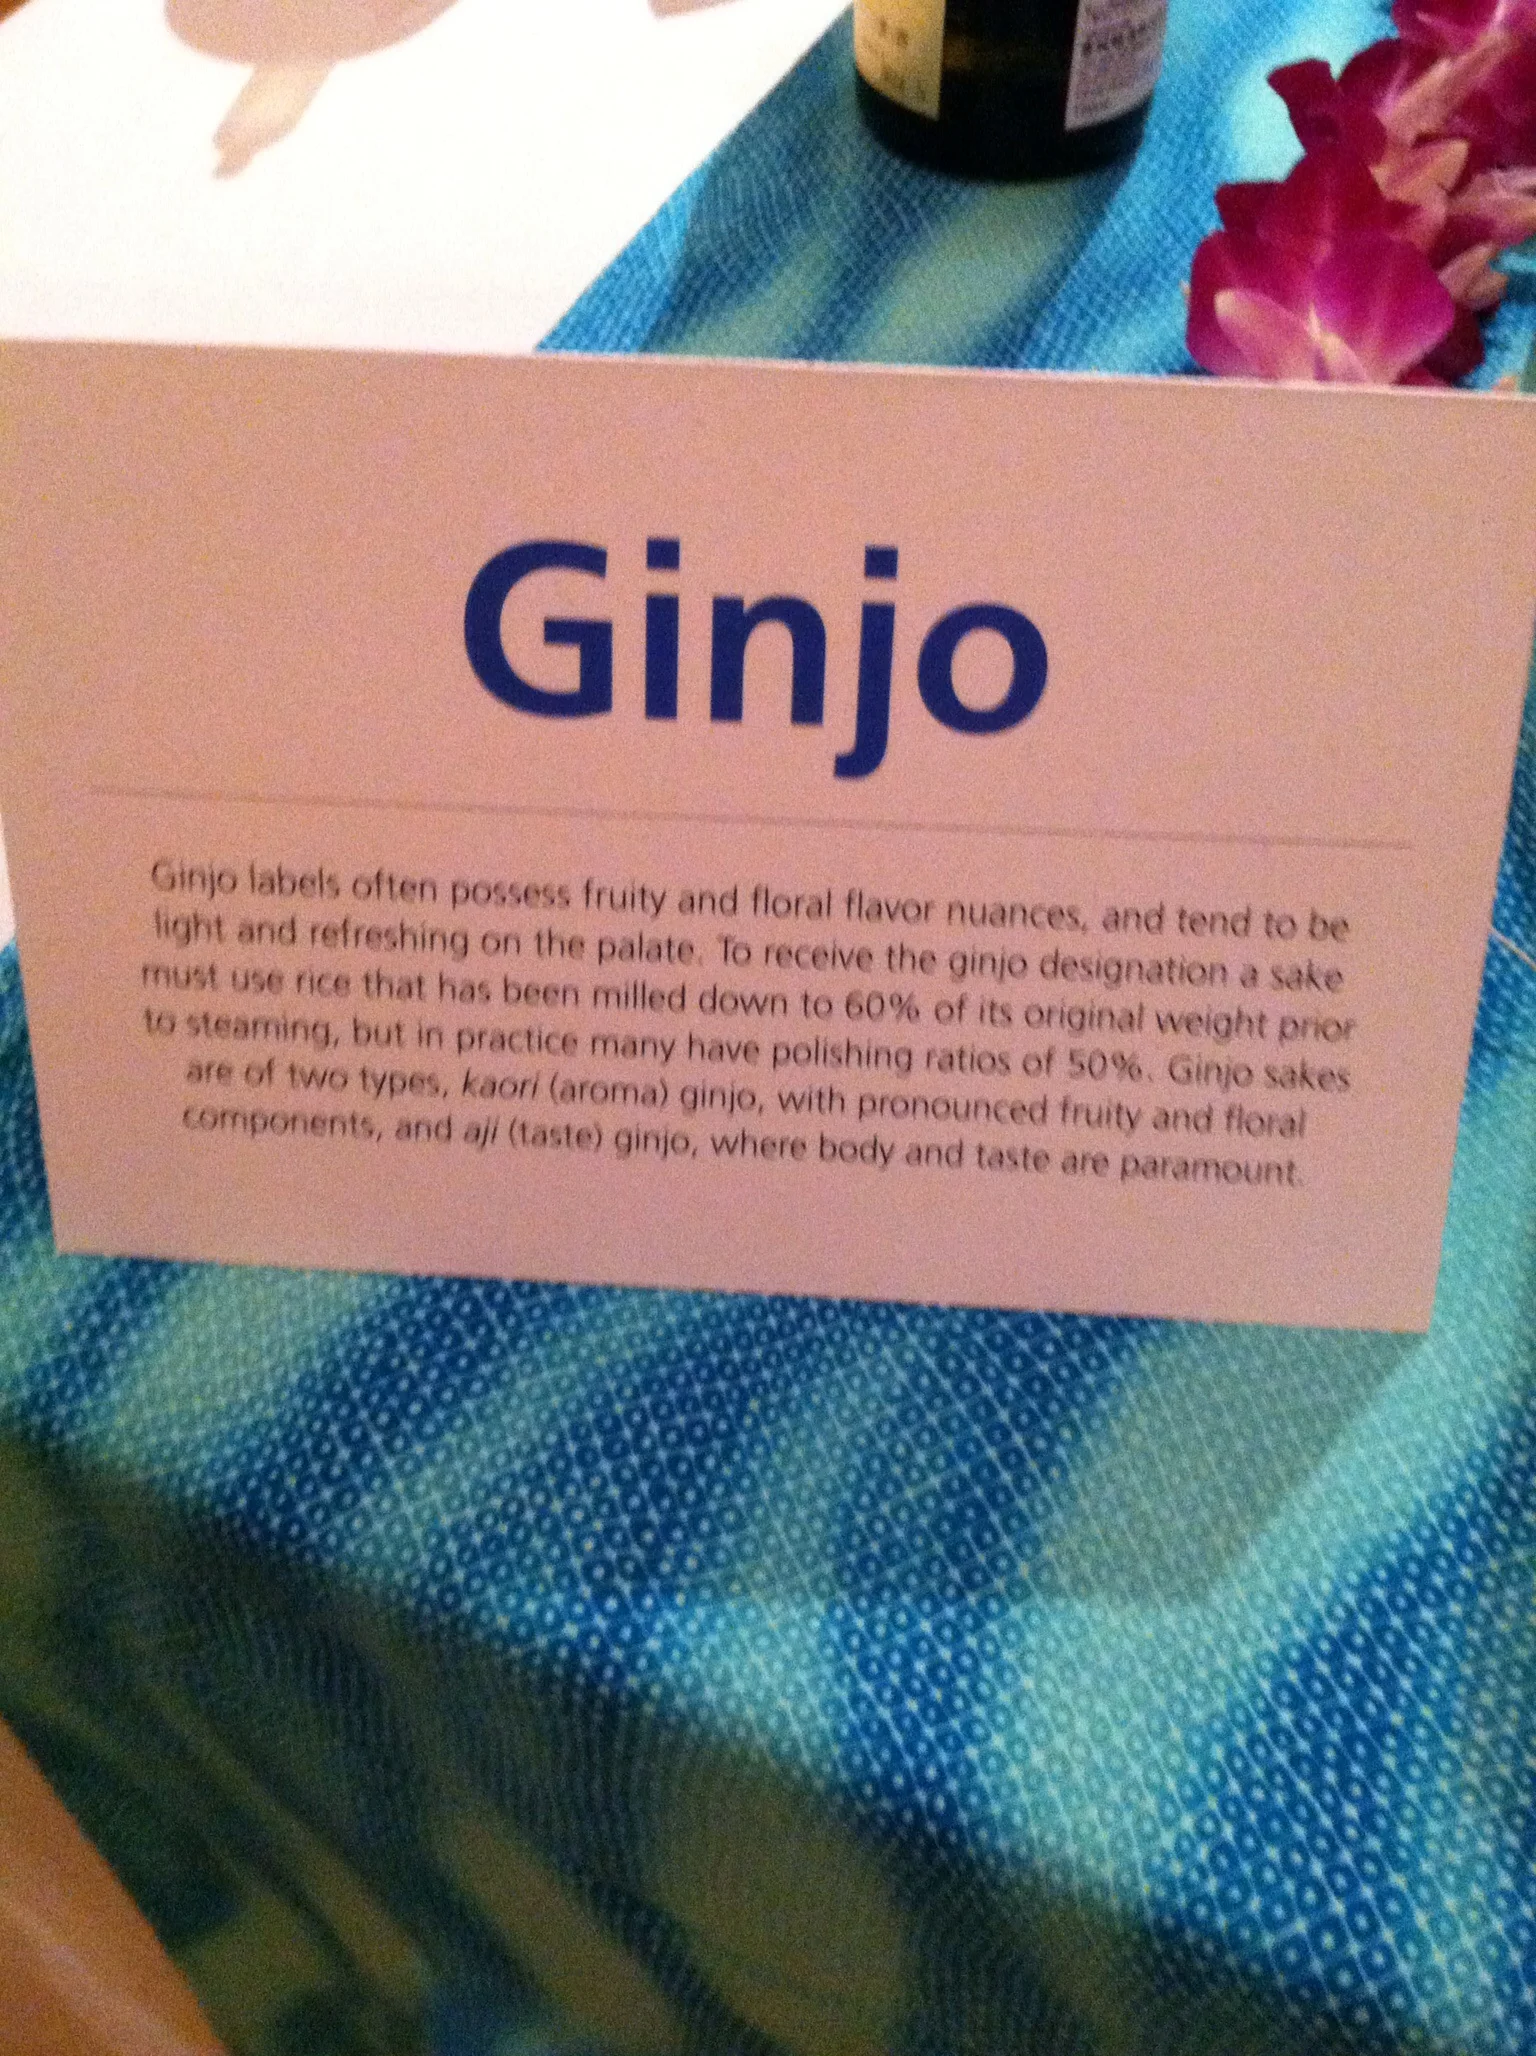 Ginjo
Ginjo labels often possess fruity and floral flavor nuances, and tend to be
light and refreshing on the palate. To receive the ginjo designation a sake
must use rice that has been milled down to 60% of its original weight prior
to steaming, but in practice many have polishing ratios of 50%. Ginjo sakes
are of two types, kaori (aroma) ginjo, with pronounced fruity and floral
components, and aji (taste) ginjo, where body and taste are paramount.